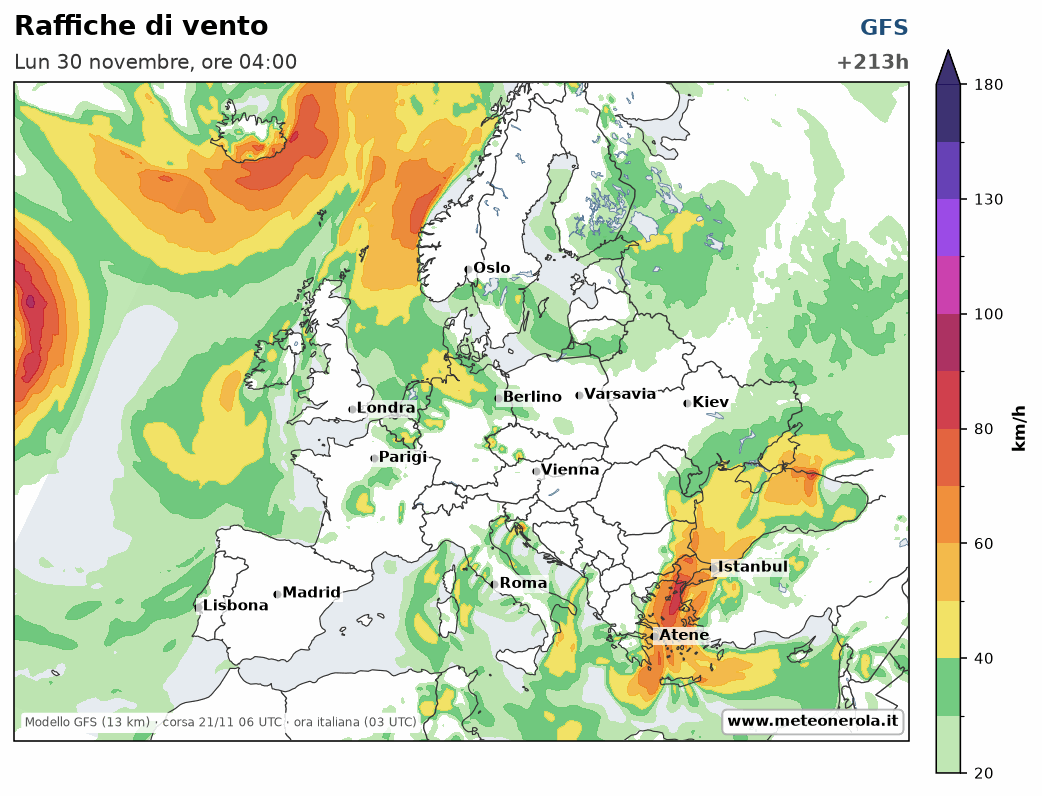 Raffiche di vento
GFS
Lun 30 novembre, ore 04:00
+213h
180
130
100
80
60
40
20
km/h
Oslo
Londra
Berlino
Varsavia
Kiev
Parigi
Vienna
Istanbul
Roma
Madrid
Lisbona
Atene
Modello GFS (13 km) · corsa 21/11 06 UTC · ora italiana (03 UTC)
www.meteonerola.it